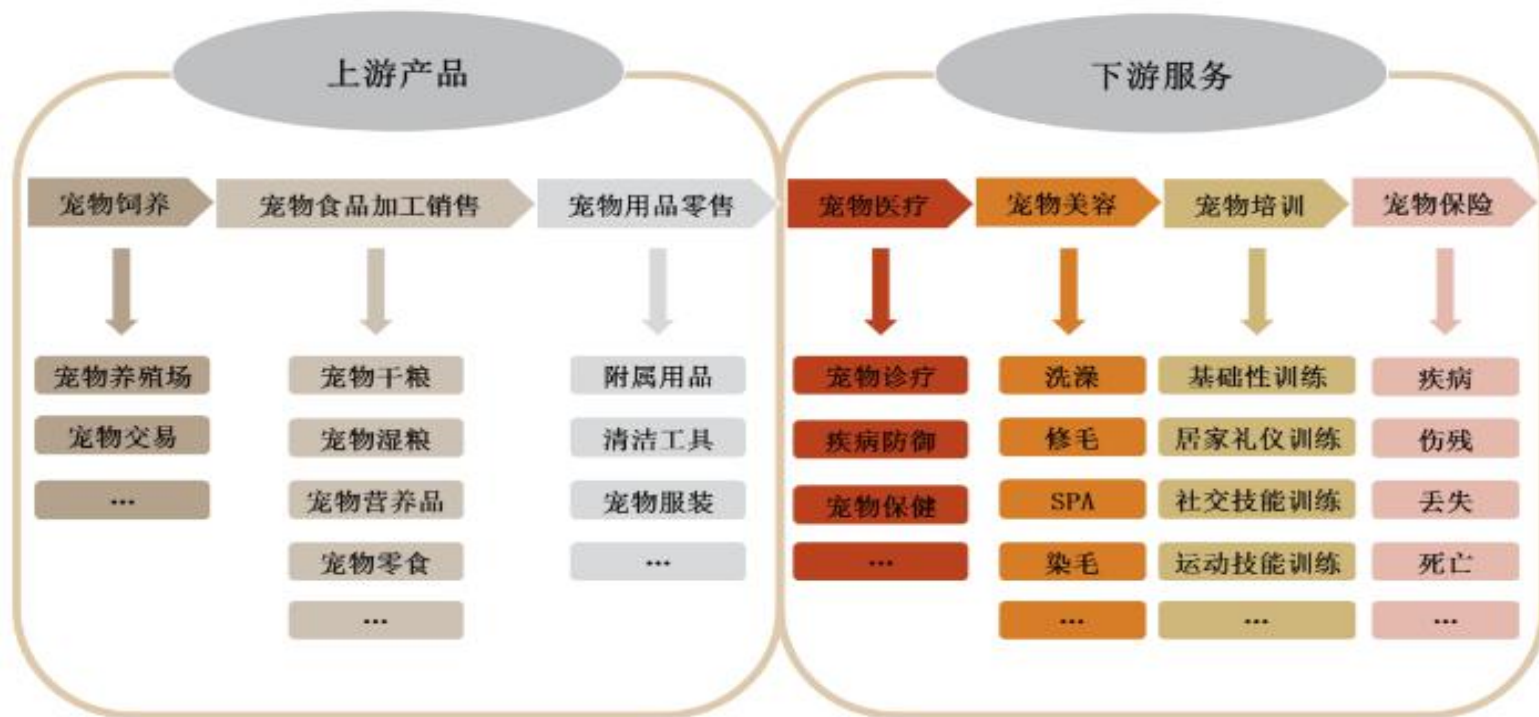 上游产品
下游服务
宠物饲养
宠物食品加工销售
宠物用品零售
宠物医疗
宠物美容
宠物培训
宠物保险
宠物养殖场
宠物干粮
附属用品
宠物诊疗
洗澡
基础性训练
疾病
宠物交易
宠物湿粮
清洁工具
疾病防御
修毛
居家礼仪训练
伤残
…
宠物营养品
宠物服装
宠物保健
SPA
社交技能训练
丢失
宠物零食
…
…
染毛
运动技能训练
死亡
…
…
…
…